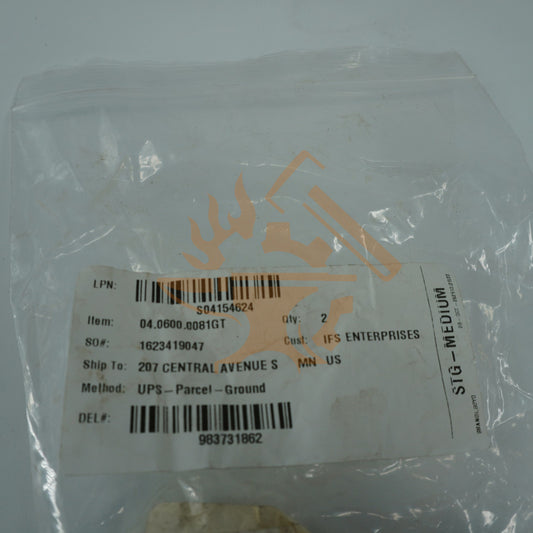 LPN:
S04154624
Item: 04.0600.0081GT Qty: 2
SO#: 1623419047 Cust: IFS ENTERPRISES
Ship To: 207 CENTRAL AVENUE S MN US
Method: UPS-Parcel-Ground
DEL#:
983731862
STG-MEDIUM